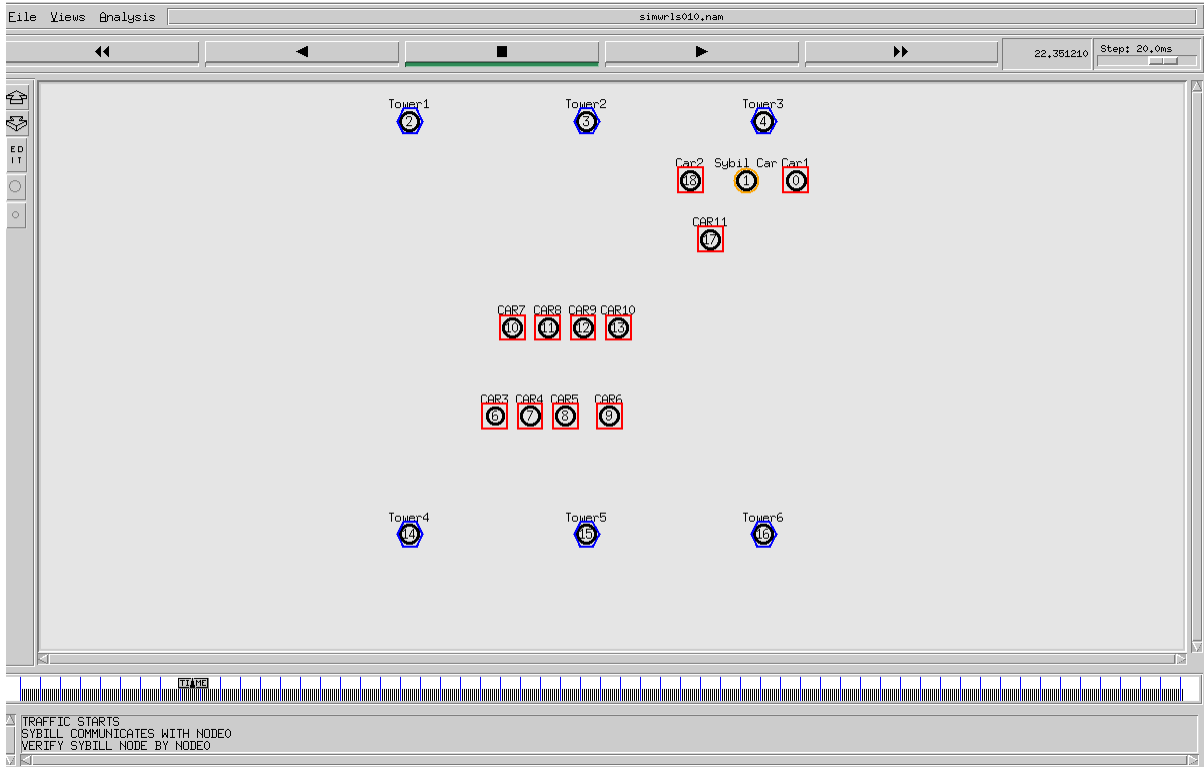 Eile Views Analysis simwrls010.nam
22.351210 Step: 20.0ms
ED
IT
Tower1 Tower2 Tower3
2 3 4
Car2 Sybil Car Car1
18 1 0
CAR11
17
CAR7 CAR8 CAR9 CAR10
10 11 12 13
CAR3 CAR4 CAR5 CAR6
6 7 8 9
Tower4 Tower5 Tower6
14 15 16
TIME
TRAFFIC STARTS
SYBILL COMMUNICATES WITH NODE0
VERIFY SYBILL NODE BY NODE0